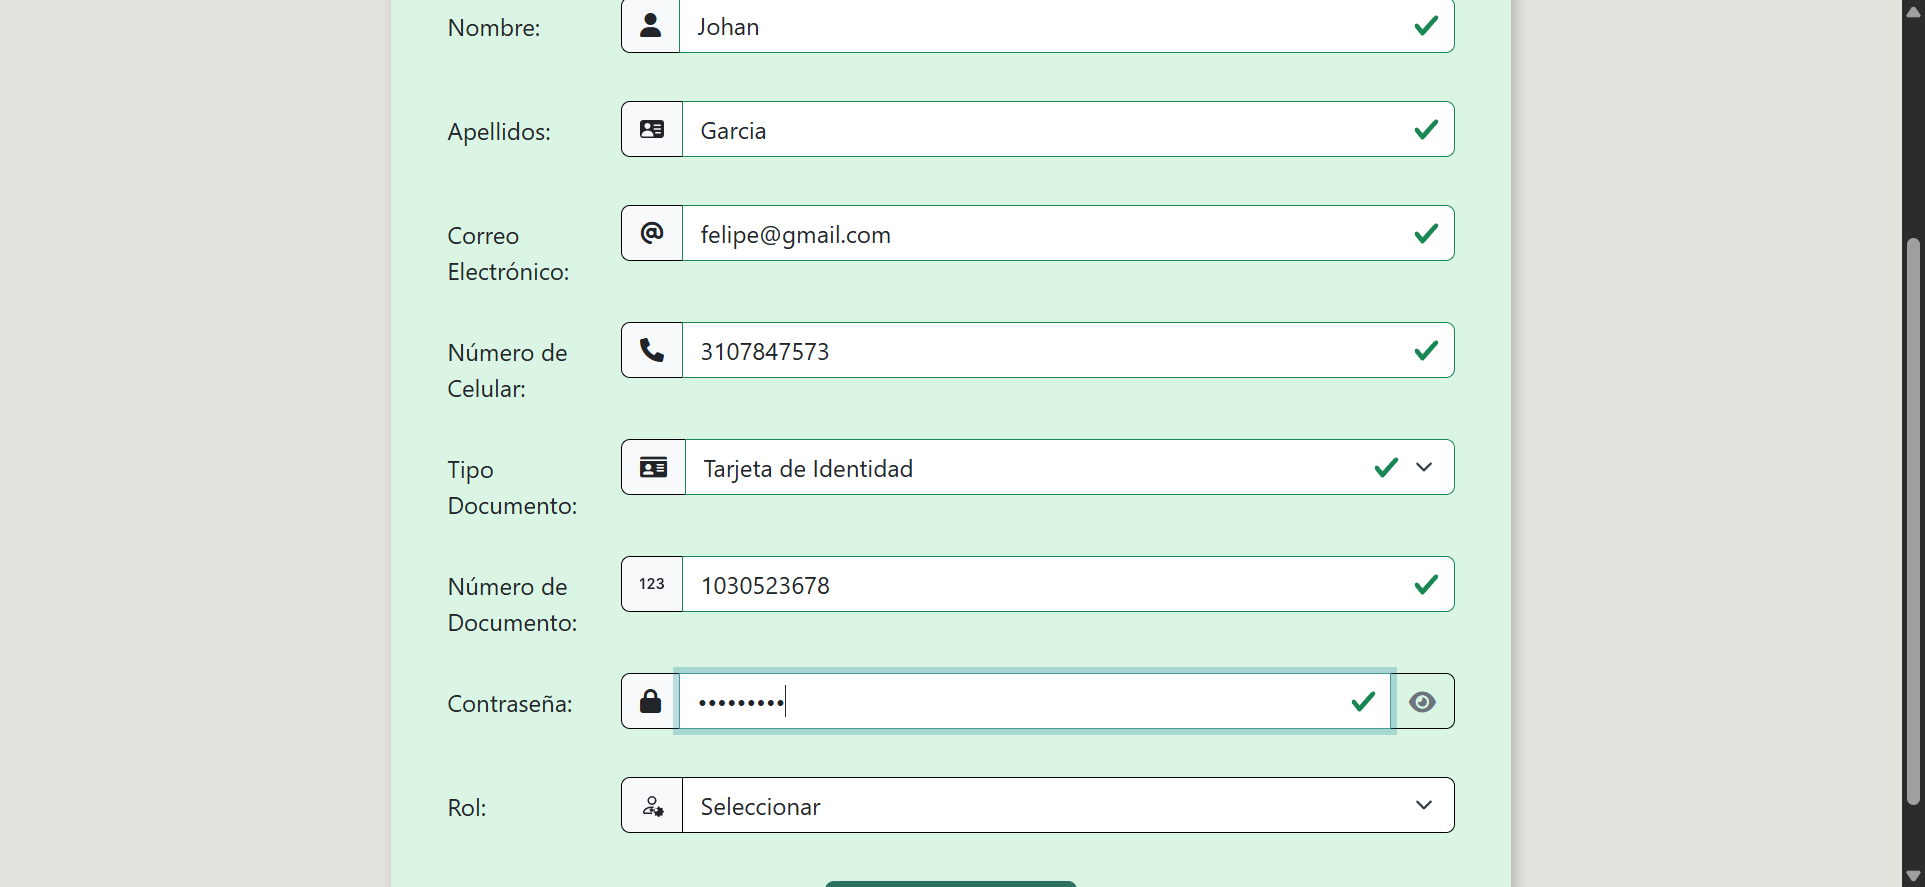 Nombre:
Johan
Apellidos:
Garcia
Correo
Electrónico:
@
felipe@gmail.com
Número de
Celular:
3107847573
Tipo
Documento:
Tarjeta de Identidad
Número de
Documento:
123
1030523678
Contraseña:
•••••••••
Rol:
Seleccionar